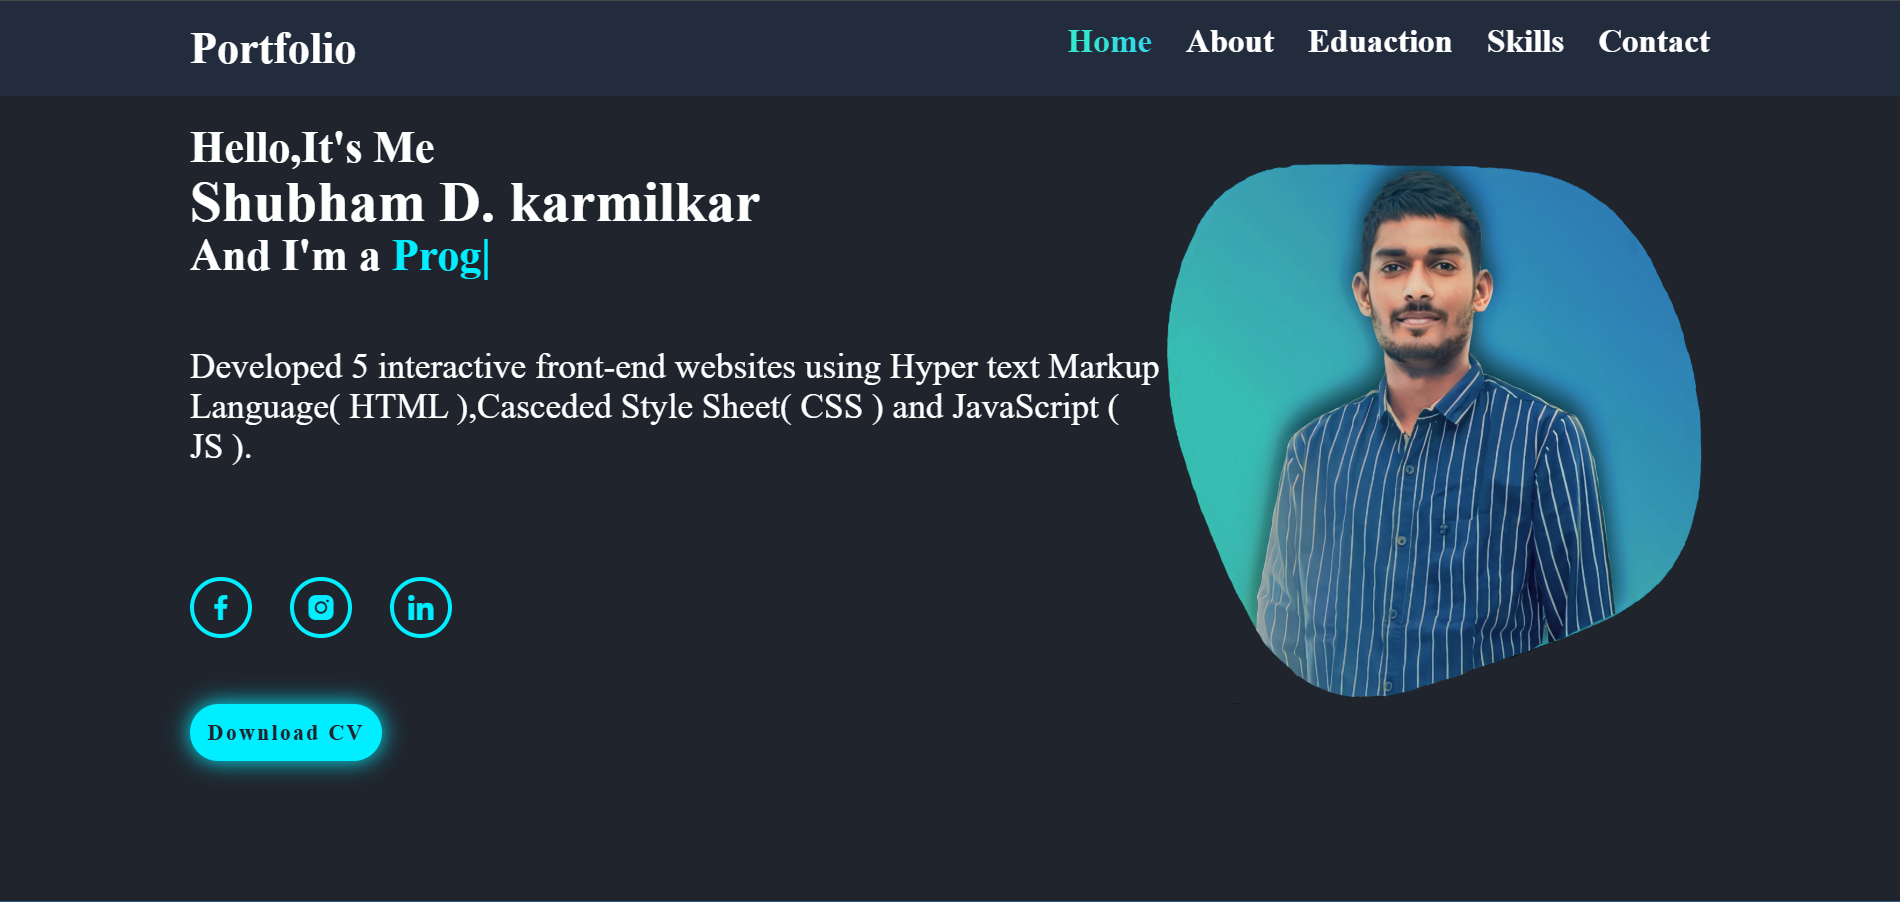 Portfolio
Home About Eduaction Skills Contact
Hello,It's Me
Shubham D. karmilkar
And I'm a Prog|
Developed 5 interactive front-end websites using Hyper text Markup
Language( HTML ),Casceded Style Sheet( CSS ) and JavaScript (
JS ).
Download CV